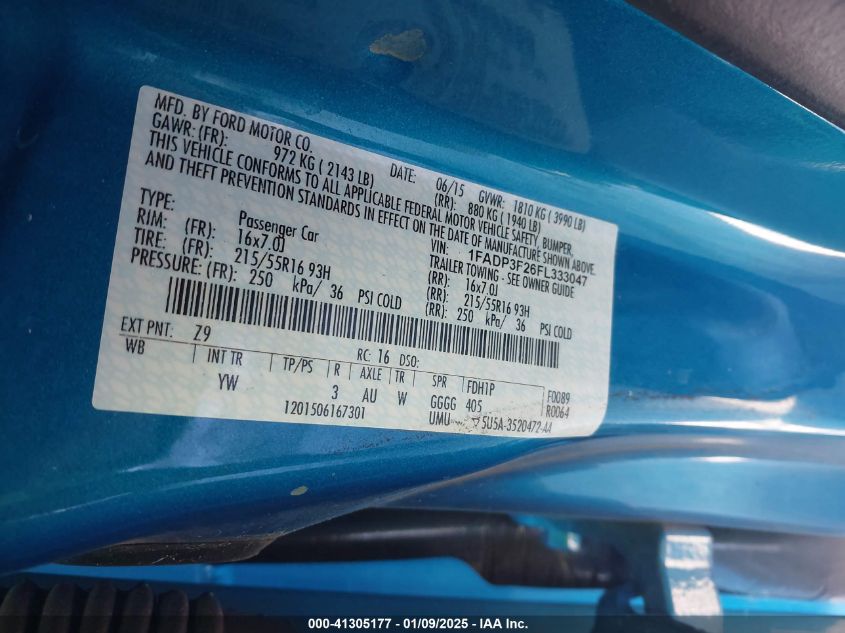 MFD. BY FORD MOTOR CO.
DATE: 06/15 GVWR: 1810 KG ( 3990 LB)
GAWR: (FR): 972 KG ( 2143 LB) (RR): 880 KG ( 1940 LB)
THIS VEHICLE CONFORMS TO ALL APPLICABLE FEDERAL MOTOR VEHICLE SAFETY, BUMPER,
AND THEFT PREVENTION STANDARDS IN EFFECT ON THE DATE OF MANUFACTURE SHOWN ABOVE.
VIN: 1FADP3F26FL333047
TYPE: Passenger Car TRAILER TOWING - SEE OWNER GUIDE
RIM: (FR): 16x7.0J (RR): 16x7.0J
TIRE: (FR): 215/55R16 93H (RR): 215/55R16 93H
PRESSURE: (FR): 250 kPa/ 36 PSI COLD (RR): 250 kPa/ 36 PSI COLD
EXT PNT: Z9 RC: 16 DSO: F0089
WB INT TR TP/PS R AXLE TR SPR FDH1P R0064
YW 3 AU W GGGG 405
1201506167301 UMU 5U5A-3520472-AA
000-41305177 - 01/09/2025 - IAA Inc.